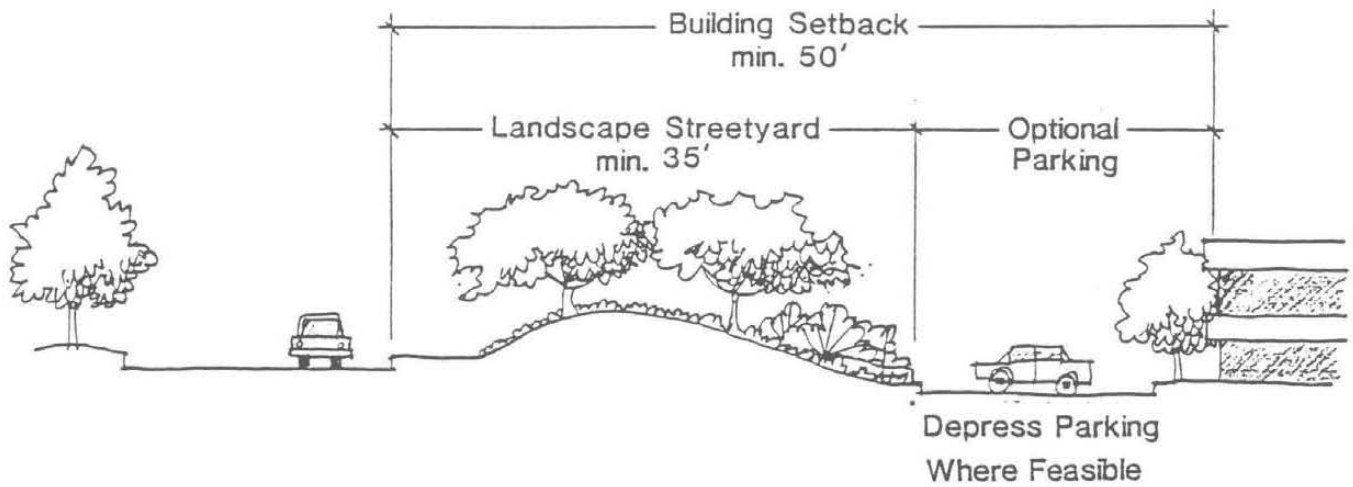 Building Setback
min. 50'
Landscape Streetyard
min. 35'
Optional
Parking
Depress Parking
Where Feasible